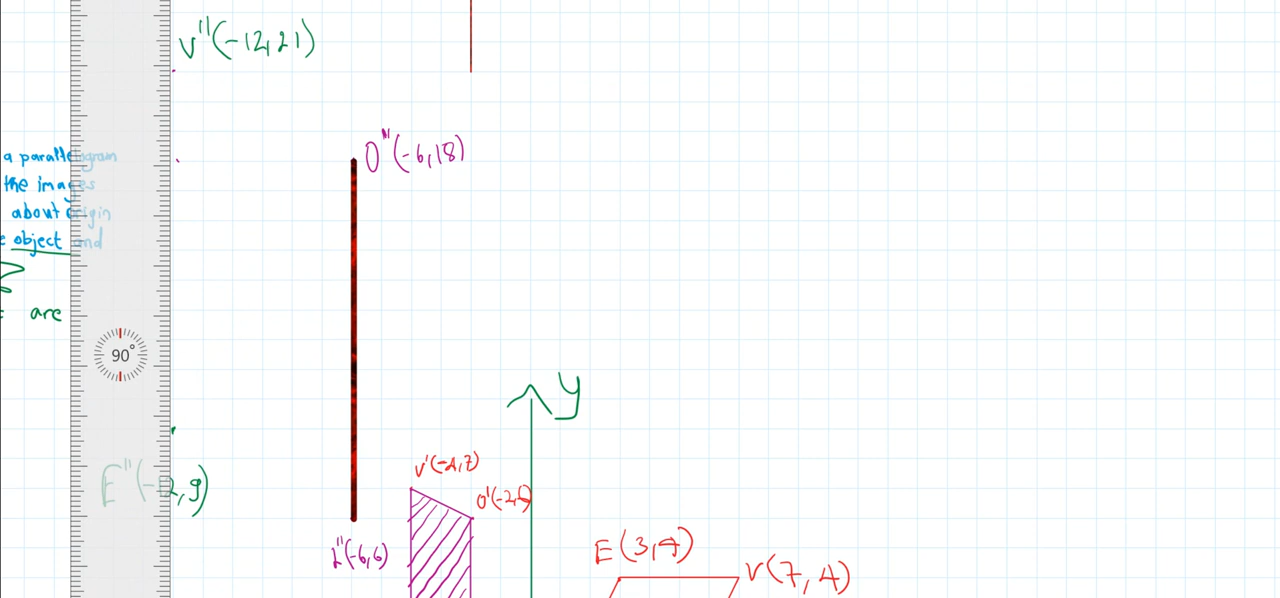 V''(-12,21)
O''(-6,18)
a parallelogram
the images
about origin
object and
are
90°
y
E''(-12,9)
V'(-4,7)
O'(-2,6)
L''(-6,6)
E(3,4)
V(7,4)